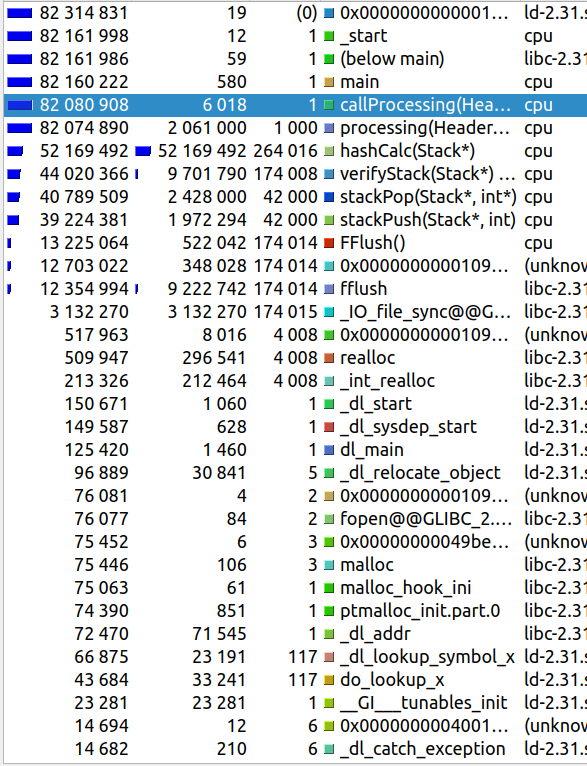 82 314 831 19 (0) 0x0000000000001... ld-2.31.s
82 161 998 12 1 _start cpu
82 161 986 59 1 (below main) libc-2.31
82 160 222 580 1 main cpu
82 080 908 6 018 1 callProcessing(Hea... cpu
82 074 890 2 061 000 1 000 processing(Header... cpu
52 169 492 52 169 492 264 016 hashCalc(Stack*) cpu
44 020 366 9 701 790 174 008 verifyStack(Stack*) ... cpu
40 789 509 2 428 000 42 000 stackPop(Stack*, int*) cpu
39 224 381 1 972 294 42 000 stackPush(Stack*, int) cpu
13 225 064 522 042 174 014 FFlush() cpu
12 703 022 348 028 174 014 0x0000000000109... (unknow
12 354 994 9 222 742 174 014 fflush libc-2.31
3 132 270 3 132 270 174 015 _IO_file_sync@@G... libc-2.31
517 963 8 016 4 008 0x0000000000109... (unknow
509 947 296 541 4 008 realloc libc-2.31
213 326 212 464 4 008 _int_realloc libc-2.31
150 671 1 060 1 _dl_start ld-2.31.s
149 587 628 1 _dl_sysdep_start ld-2.31.s
125 420 1 460 1 dl_main ld-2.31.s
96 889 30 841 5 _dl_relocate_object ld-2.31.s
76 081 4 2 0x0000000000109... (unknow
76 077 84 2 fopen@@GLIBC_2.... libc-2.31
75 452 6 3 0x00000000049be... (unknow
75 446 106 3 malloc libc-2.31
75 063 61 1 malloc_hook_ini libc-2.31
74 390 851 1 ptmalloc_init.part.0 libc-2.31
72 470 71 545 1 _dl_addr libc-2.31
66 875 23 191 117 _dl_lookup_symbol_x ld-2.31.s
43 684 33 241 117 do_lookup_x ld-2.31.s
23 281 23 281 1 __GI___tunables_init ld-2.31.s
14 694 12 6 0x0000000004001... (unknow
14 682 210 6 _dl_catch_exception ld-2.31.s